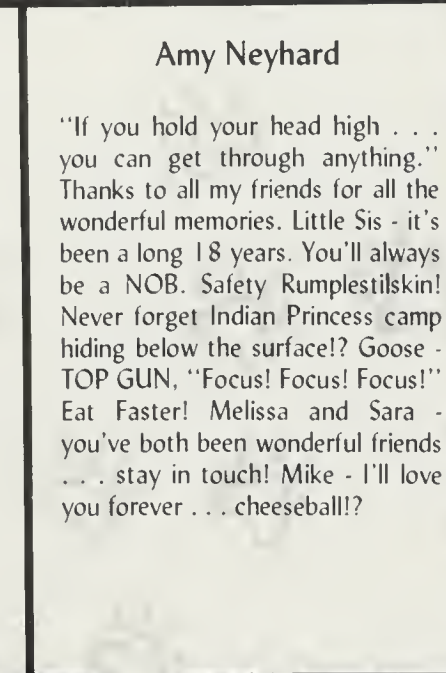 Amy Neyhard
"If you hold your head high . . .
you can get through anything."
Thanks to all my friends for all the
wonderful memories. Little Sis - it's
been a long 18 years. You'll always
be a NOB. Safety Rumplestilskin!
Never forget Indian Princess camp
hiding below the surface!? Goose -
TOP GUN, "Focus! Focus! Focus!"
Eat Faster! Melissa and Sara -
you've both been wonderful friends
. . . stay in touch! Mike - I'll love
you forever . . . cheeseball!?